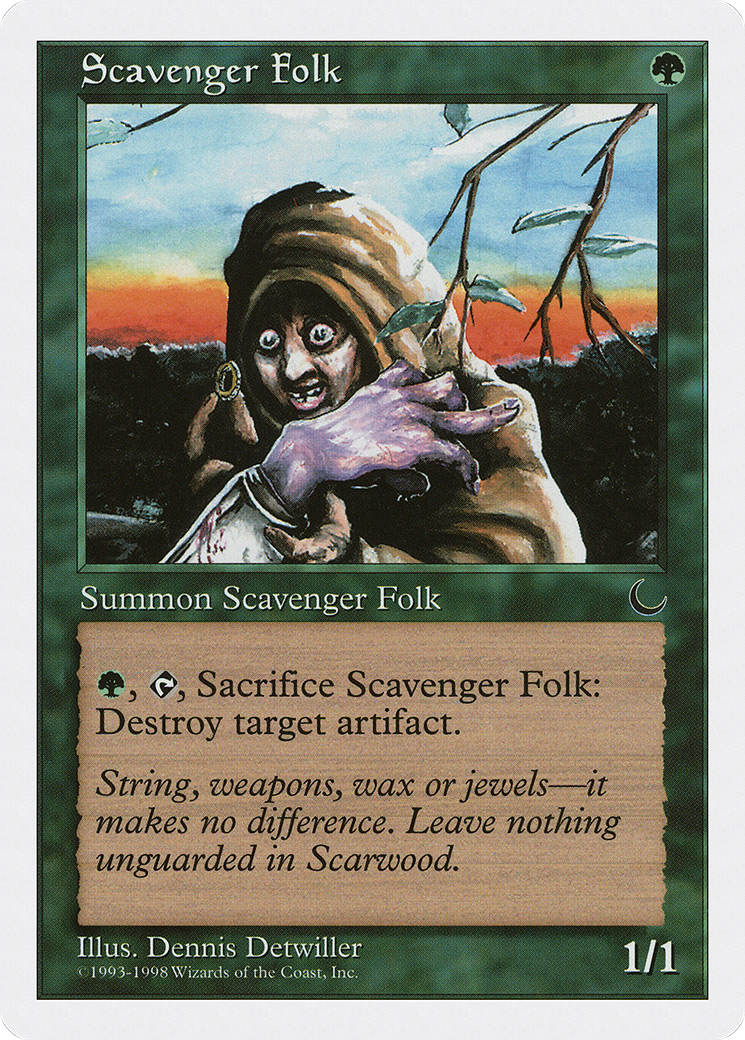 Scavenger Folk
Summon Scavenger Folk
, , Sacrifice Scavenger Folk:
Destroy target artifact.
String, weapons, wax or jewels—it
makes no difference. Leave nothing
unguarded in Scarwood.
Illus. Dennis Detwiller
1/1
©1993-1998 Wizards of the Coast, Inc.